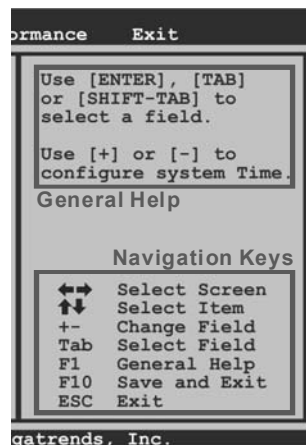 Exit
Use [ENTER], [TAB]
or [SHIFT-TAB] to
select a field.
Use [+] or [-] to
configure system Time.
General Help
Navigation Keys
←→ Select Screen
↑↓ Select Item
+- Change Field
Tab Select Field
F1 General Help
F10 Save and Exit
ESC Exit
gatrends, Inc.